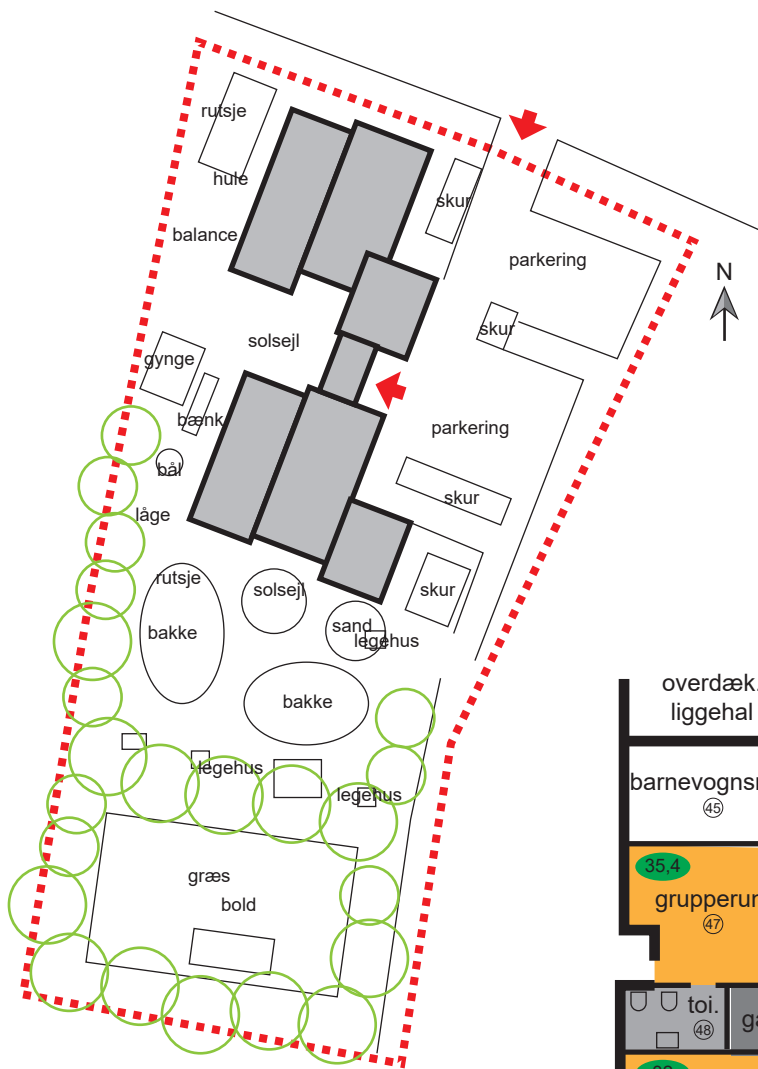 rutsje
hule
skur
balance
parkering
N
skur
solsejl
gynge
bænk
parkering
bål
skur
låge
rutsje
solsejl
skur
bakke
sand
legehus
bakke
overdæk.
liggehal
legehus
legehus
barnevognsr
45
35,4
græs
grupperur
bold
47
toi.
48
ga